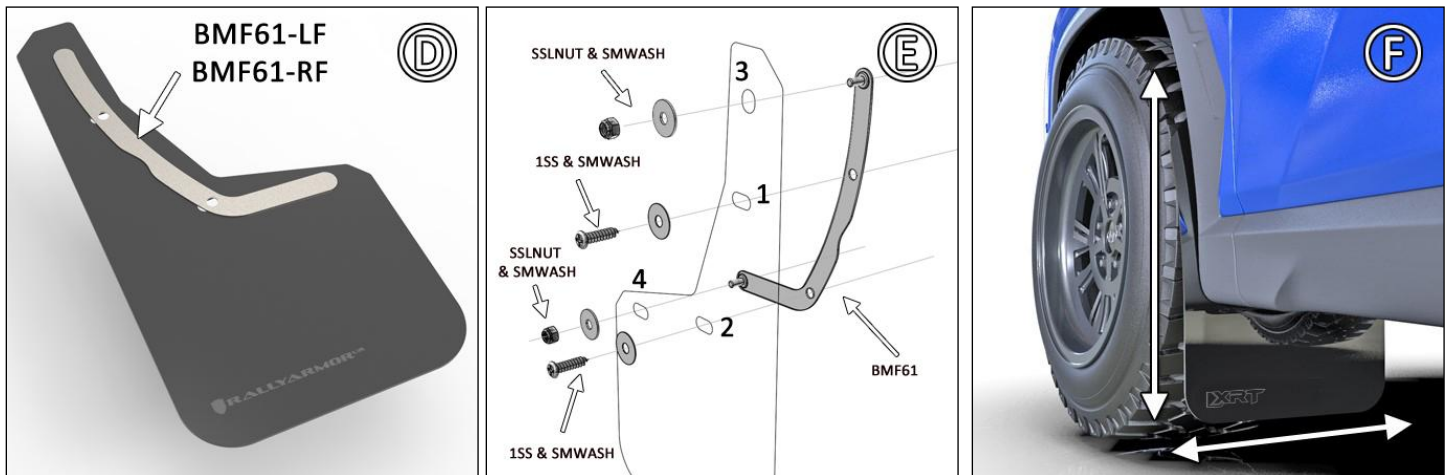 BMF61-LF
BMF61-RF
D
RALLYARMOR
SSLNUT & SMWASH
E
3
1SS & SMWASH
1
SSLNUT
& SMWASH
4
2
BMF61
1SS & SMWASH
F
XRT